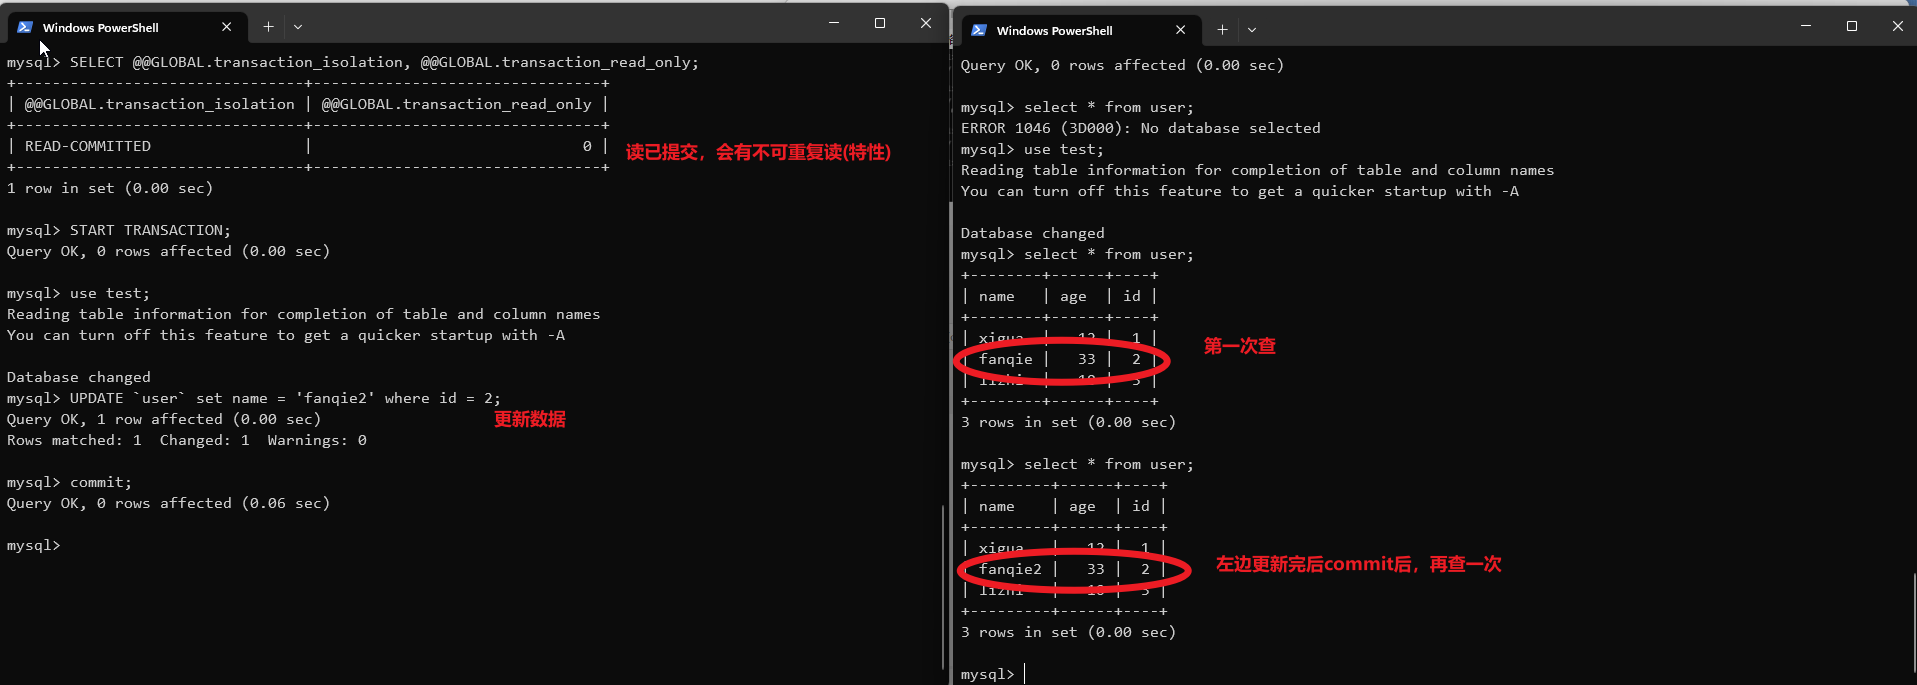 Windows PowerShell
mysql> SELECT @@GLOBAL.transaction_isolation, @@GLOBAL.transaction_read_only;
+--------------------------------+--------------------------------+
| @@GLOBAL.transaction_isolation | @@GLOBAL.transaction_read_only |
+--------------------------------+--------------------------------+
| READ-COMMITTED                 |                              0 |
读已提交，会有不可重复读(特性)
+--------------------------------+--------------------------------+
1 row in set (0.00 sec)
mysql> START TRANSACTION;
Query OK, 0 rows affected (0.00 sec)
mysql> use test;
Reading table information for completion of table and column names
You can turn off this feature to get a quicker startup with -A
Database changed
mysql> UPDATE `user` set name = 'fanqie2' where id = 2;
Query OK, 1 row affected (0.00 sec)
更新数据
Rows matched: 1  Changed: 1  Warnings: 0
mysql> commit;
Query OK, 0 rows affected (0.06 sec)
mysql>
Windows PowerShell
Query OK, 0 rows affected (0.00 sec)
mysql> select * from user;
ERROR 1046 (3D000): No database selected
mysql> use test;
Reading table information for completion of table and column names
You can turn off this feature to get a quicker startup with -A
Database changed
mysql> select * from user;
+--------+------+----+
| name   | age  | id |
+--------+------+----+
| xigua  |   12 |  1 |
| fanqie |   33 |  2 |
第一次查
| lizhi  |   18 |  3 |
+--------+------+----+
3 rows in set (0.00 sec)
mysql> select * from user;
+---------+------+----+
| name    | age  | id |
+---------+------+----+
| xigua   |   12 |  1 |
| fanqie2 |   33 |  2 |
左边更新完后commit后，再查一次
| lizhi   |   18 |  3 |
+---------+------+----+
3 rows in set (0.00 sec)
mysql>